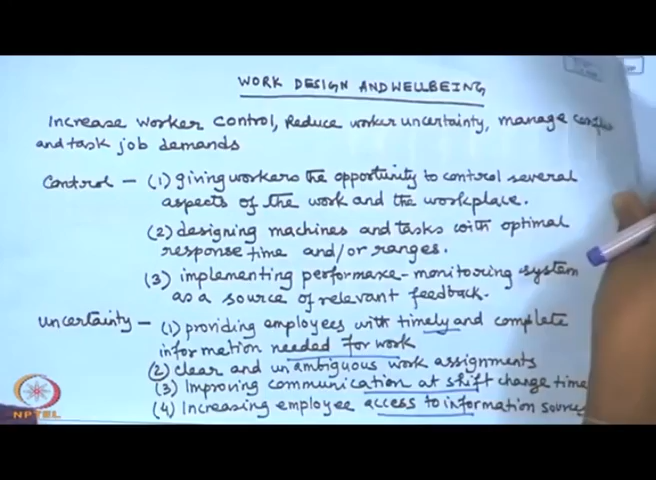 WORK DESIGN AND WELLBEING
Increase worker control, Reduce worker uncertainty, manage conflict
and task job demands
Control - (1) giving workers the opportunity to control several
aspects of the work and the workplace.
(2) designing machines and tasks with optimal
response time and/or ranges.
(3) implementing performance-monitoring system
as a source of relevant feedback.
Uncertainty - (1) providing employees with timely and complete
information needed for work
(2) clear and unambiguous work assignments
(3) Improving communication at shift change time
(4) Increasing employee access to information sources
NPTEL